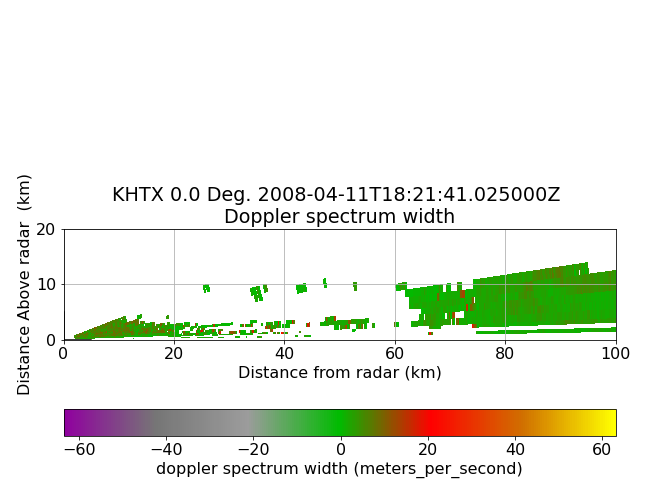 KHTX 0.0 Deg. 2008-04-11T18:21:41.025000Z
Doppler spectrum width
Distance Above radar  (km)
20
10
0
0 20 40 60 80 100
Distance from radar (km)
−60 −40 −20 0 20 40 60
doppler spectrum width (meters_per_second)